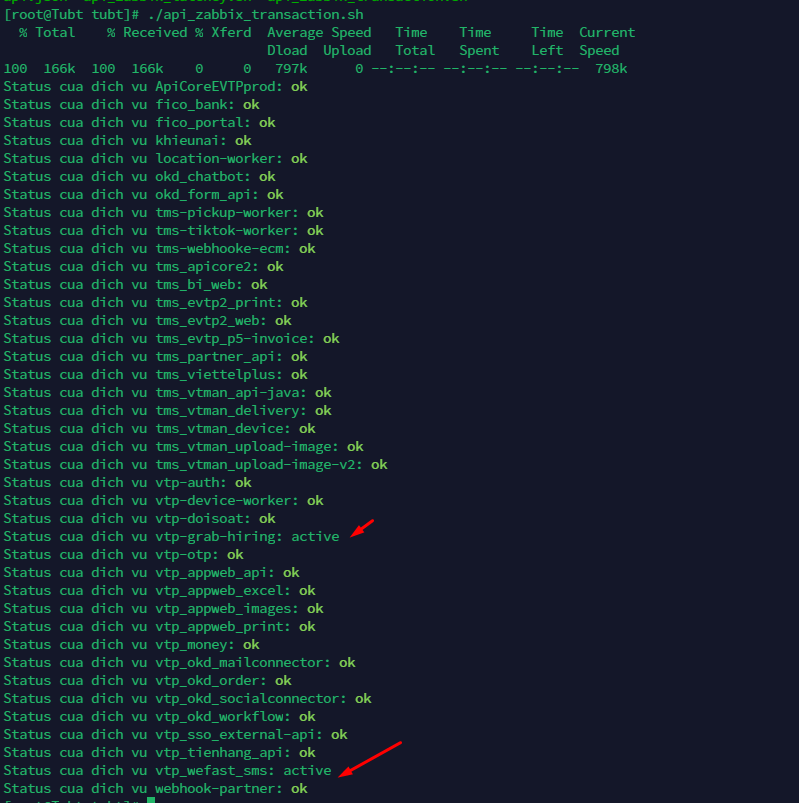 [root@Tubt tubt]# ./api_zabbix_transaction.sh
% Total % Received % Xferd Average Speed Time Time Time Current
Dload Upload Total Spent Left Speed
100 166k 100 166k 0 0 797k 0 --:--:-- --:--:-- --:--:-- 798k
Status cua dich vu ApiCoreEVTPprod: ok
Status cua dich vu fico_bank: ok
Status cua dich vu fico_portal: ok
Status cua dich vu khieunai: ok
Status cua dich vu location-worker: ok
Status cua dich vu okd_chatbot: ok
Status cua dich vu okd_form_api: ok
Status cua dich vu tms-pickup-worker: ok
Status cua dich vu tms-tiktok-worker: ok
Status cua dich vu tms-webhooke-ecm: ok
Status cua dich vu tms_apicore2: ok
Status cua dich vu tms_bi_web: ok
Status cua dich vu tms_evtp2_print: ok
Status cua dich vu tms_evtp2_web: ok
Status cua dich vu tms_evtp_p5-invoice: ok
Status cua dich vu tms_partner_api: ok
Status cua dich vu tms_viettelplus: ok
Status cua dich vu tms_vtman_api-java: ok
Status cua dich vu tms_vtman_delivery: ok
Status cua dich vu tms_vtman_device: ok
Status cua dich vu tms_vtman_upload-image: ok
Status cua dich vu tms_vtman_upload-image-v2: ok
Status cua dich vu vtp-auth: ok
Status cua dich vu vtp-device-worker: ok
Status cua dich vu vtp-doisoat: ok
Status cua dich vu vtp-grab-hiring: active
Status cua dich vu vtp-otp: ok
Status cua dich vu vtp_appweb_api: ok
Status cua dich vu vtp_appweb_excel: ok
Status cua dich vu vtp_appweb_images: ok
Status cua dich vu vtp_appweb_print: ok
Status cua dich vu vtp_money: ok
Status cua dich vu vtp_okd_mailconnector: ok
Status cua dich vu vtp_okd_order: ok
Status cua dich vu vtp_okd_socialconnector: ok
Status cua dich vu vtp_okd_workflow: ok
Status cua dich vu vtp_sso_external-api: ok
Status cua dich vu vtp_tienhang_api: ok
Status cua dich vu vtp_wefast_sms: active
Status cua dich vu webhook-partner: ok